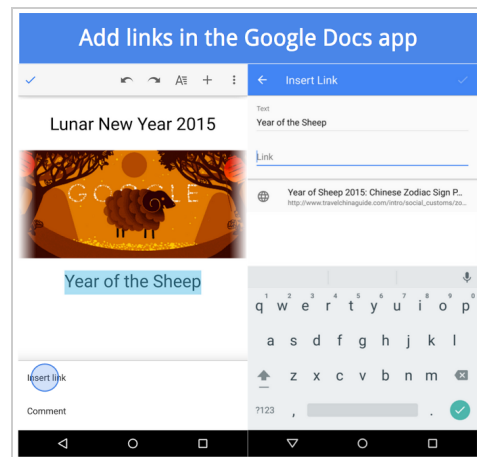 Add links in the Google Docs app
Lunar New Year 2015
GOOGLE
Year of the Sheep
Insert link
Comment
Insert Link
Text
Year of the Sheep
Link
Year of Sheep 2015: Chinese Zodiac Sign P...
http://www.travelchinaguide.com/intro/social_customs/zo...
1 2 3 4 5 6 7 8 9 0
q w e r t y u i o p
a s d f g h j k l
z x c v b n m
?123 , .